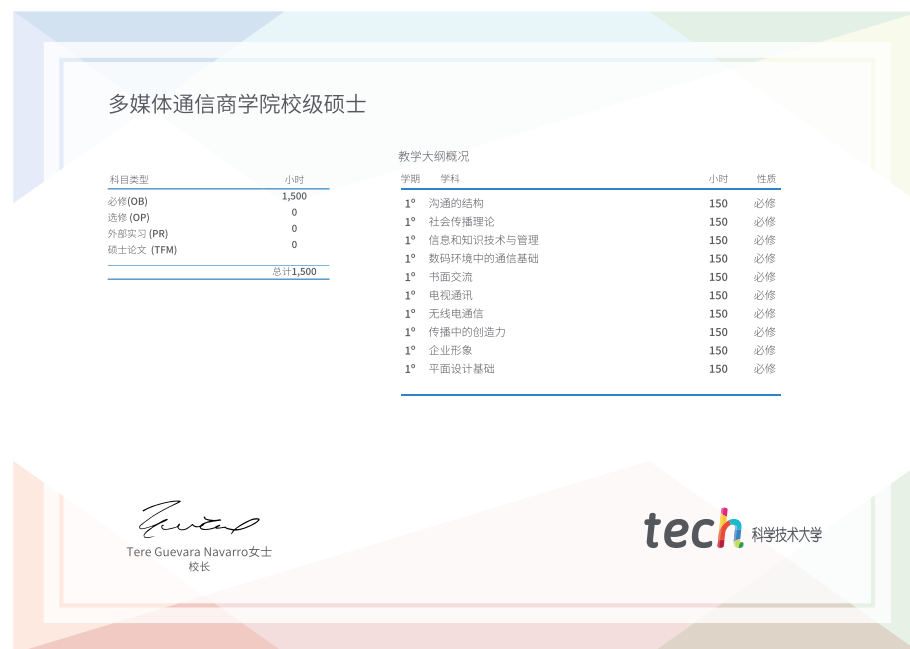 多媒体通信商学院校级硕士
科目类型 小时
必修(OB) 1,500
选修 (OP) 0
外部实习 (PR) 0
硕士论文 (TFM) 0
总计1,500
教学大纲概况
学期 学科 小时 性质
1º 沟通的结构 150 必修
1º 社会传播理论 150 必修
1º 信息和知识技术与管理 150 必修
1º 数码环境中的通信基础 150 必修
1º 书面交流 150 必修
1º 电视通讯 150 必修
1º 无线电通信 150 必修
1º 传播中的创造力 150 必修
1º 企业形象 150 必修
1º 平面设计基础 150 必修
Tere Guevara Navarro女士
校长
tech 科学技术大学